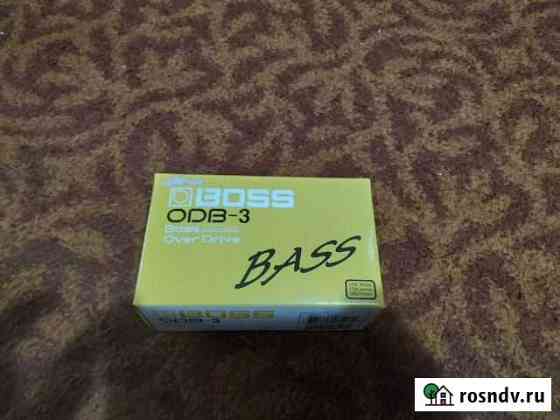 BOSS
ODB-3
Bass
Over Drive
BASS
BOSS
ODB-3
rosndv.ru